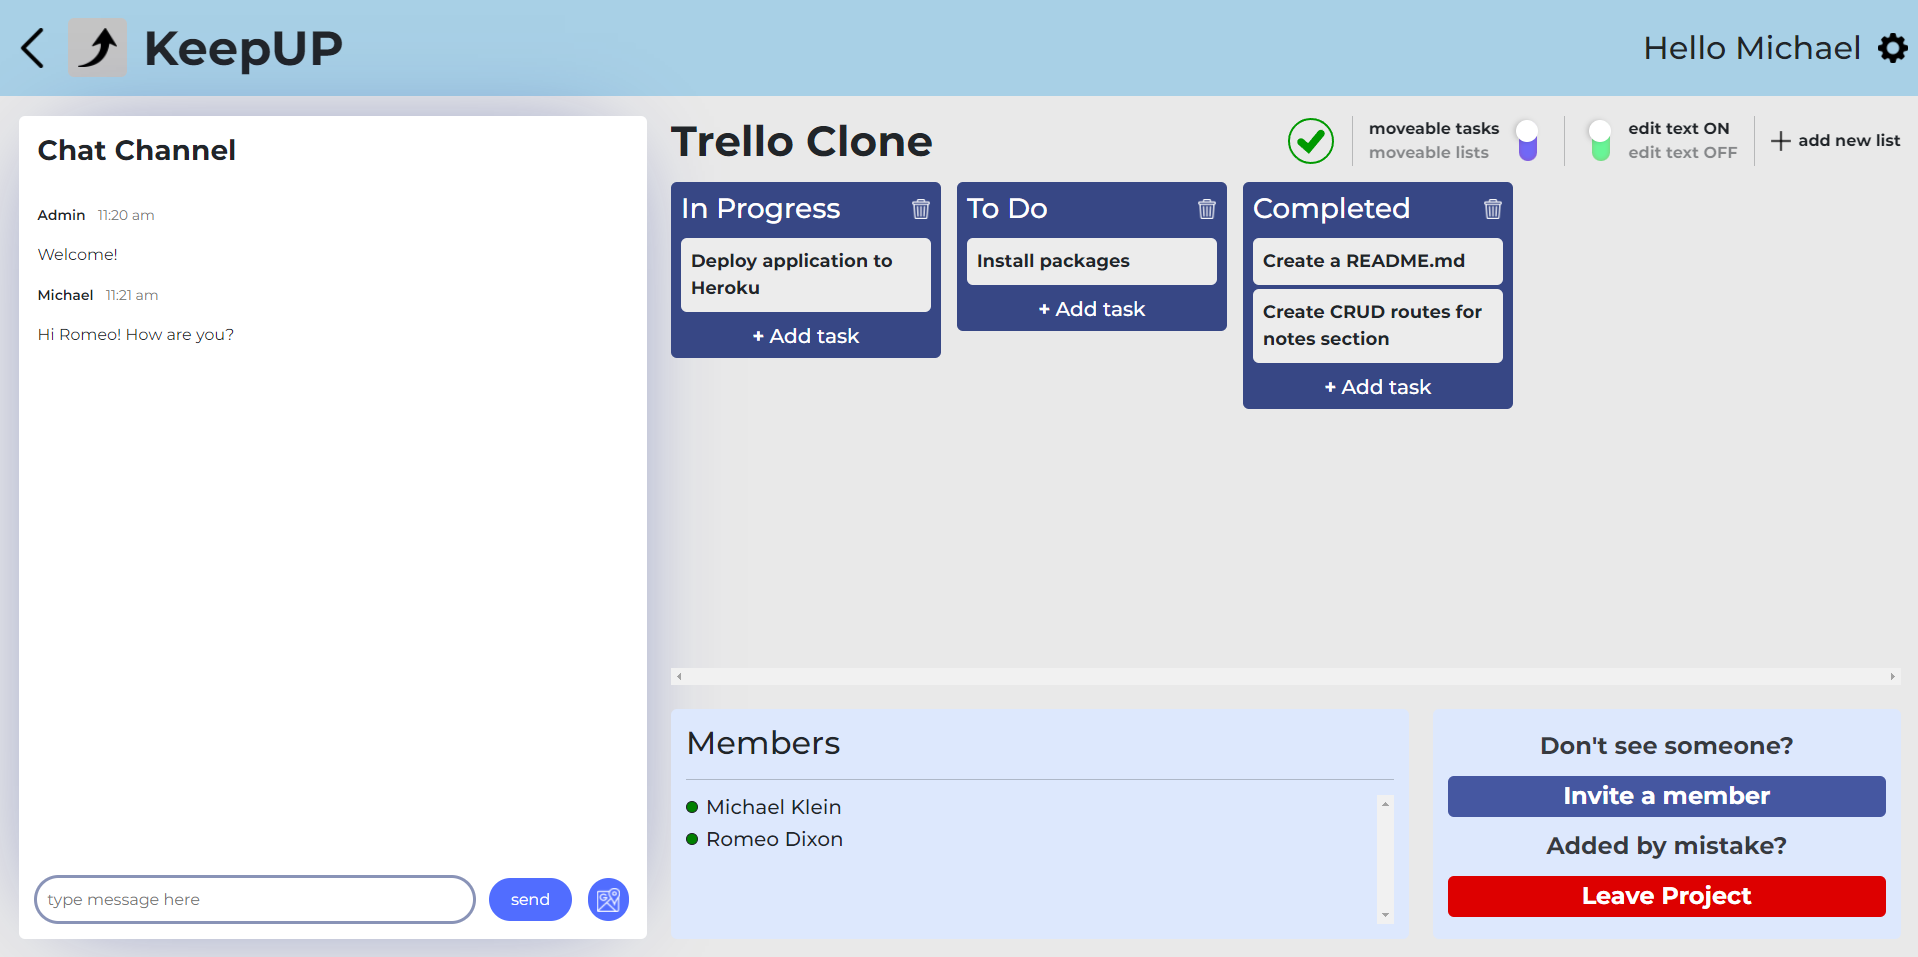 KeepUP
Hello Michael
Chat Channel
Admin 11:20 am
Welcome!
Michael 11:21 am
Hi Romeo! How are you?
type message here
send
Trello Clone
moveable tasks
moveable lists
edit text ON
edit text OFF
add new list
In Progress
Deploy application to
Heroku
+ Add task
To Do
Install packages
+ Add task
Completed
Create a README.md
Create CRUD routes for
notes section
+ Add task
Members
Michael Klein
Romeo Dixon
Don't see someone?
Invite a member
Added by mistake?
Leave Project